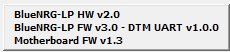 BlueNRG-LP HW v2.0
BlueNRG-LP FW v3.0 - DTM UART v1.0.0
Motherboard FW v1.3